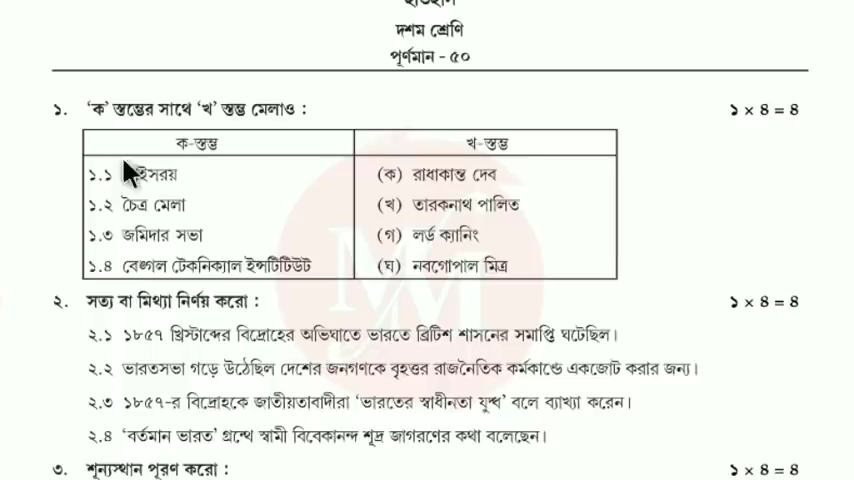 দশম শ্রেণি
পূর্ণমান - ৫০
১. ‘ক’ স্তম্ভের সাথে ‘খ’ স্তম্ভ মেলাও : ১ × ৪ = ৪
ক-স্তম্ভ খ-স্তম্ভ
১.১ (ক) রাধাকান্ত দেব
১.২ চৈত্র মেলা (খ) তারকনাথ পালিত
১.৩ জমিদার সভা (গ) লর্ড ক্যানিং
১.৪ বেঙ্গল টেকনিক্যাল ইন্সটিটিউট (ঘ) নবগোপাল মিত্র
২. সত্য বা মিথ্যা নির্ণয় করো : ১ × ৪ = ৪
২.১ ১৮৫৭ খ্রিস্টাব্দের বিদ্রোহের অভিঘাতে ভারতে ব্রিটিশ শাসনের সমাপ্তি ঘটেছিল।
২.২ ভারতসভা গড়ে উঠেছিল দেশের জনগণকে বৃহত্তর রাজনৈতিক কর্মকাণ্ডে একজোট করার জন্য।
২.৩ ১৮৫৭-র বিদ্রোহকে জাতীয়তাবাদীরা ‘ভারতের স্বাধীনতা যুদ্ধ’ বলে ব্যাখ্যা করেন।
২.৪ ‘বর্তমান ভারত’ গ্রন্থে স্বামী বিবেকানন্দ শূদ্র জাগরণের কথা বলেছেন।
৩. শূন্যস্থান পূরণ করো : ১ × ৪ = ৪